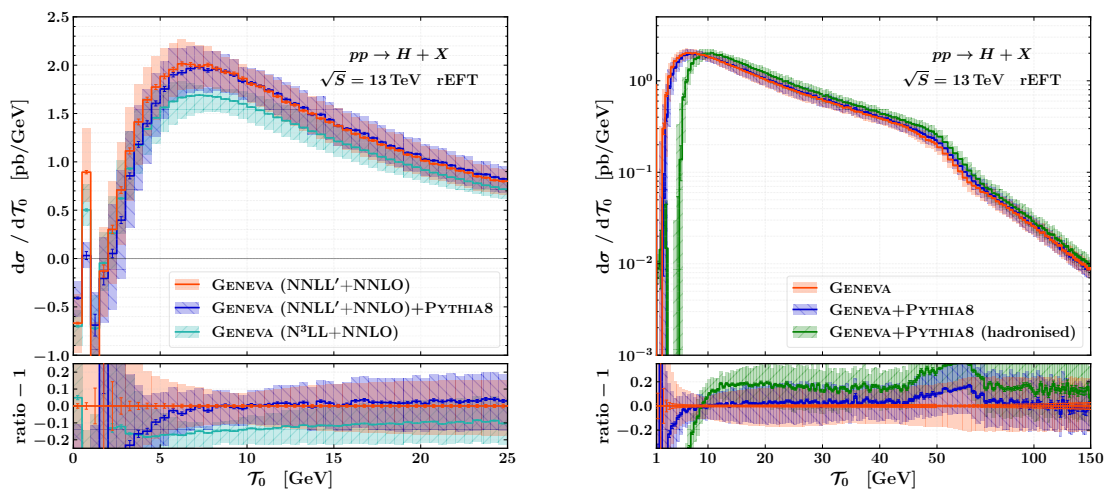 2.5
2.0
1.5
1.0
0.5
0.0
−0.5
−1.0
dσ / d𝒯₀ [pb/GeV]
pp → H + X
√S = 13 TeV rEFT
GENEVA (NNLL′+NNLO)
GENEVA (NNLL′+NNLO)+PYTHIA8
GENEVA (N³LL+NNLO)
0.2
0.1
0.0
−0.1
−0.2
ratio − 1
0 5 10 15 20 25
𝒯₀ [GeV]
10⁰
10⁻¹
10⁻²
10⁻³
dσ / d𝒯₀ [pb/GeV]
pp → H + X
√S = 13 TeV rEFT
GENEVA
GENEVA+PYTHIA8
GENEVA+PYTHIA8 (hadronised)
0.2
0.1
0.0
−0.1
−0.2
ratio − 1
1 10 20 30 40 50 100 150
𝒯₀ [GeV]